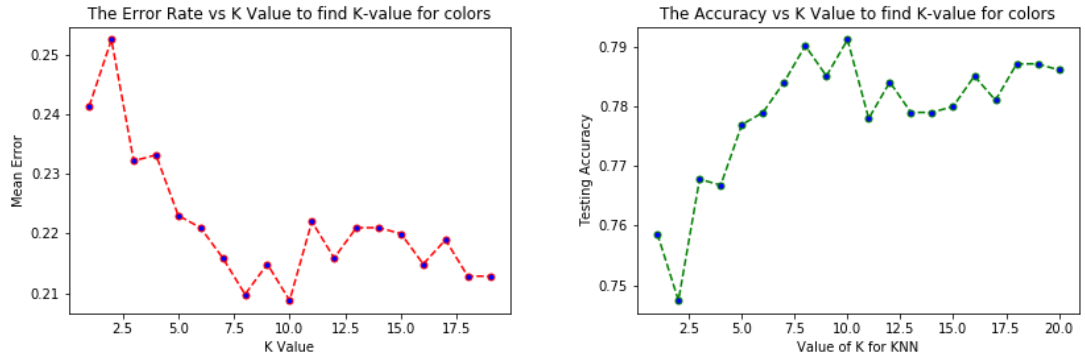 The Error Rate vs K Value to find K-value for colors
Mean Error
0.25
0.24
0.23
0.22
0.21
2.5 5.0 7.5 10.0 12.5 15.0 17.5
K Value
The Accuracy vs K Value to find K-value for colors
Testing Accuracy
0.79
0.78
0.77
0.76
0.75
2.5 5.0 7.5 10.0 12.5 15.0 17.5 20.0
Value of K for KNN